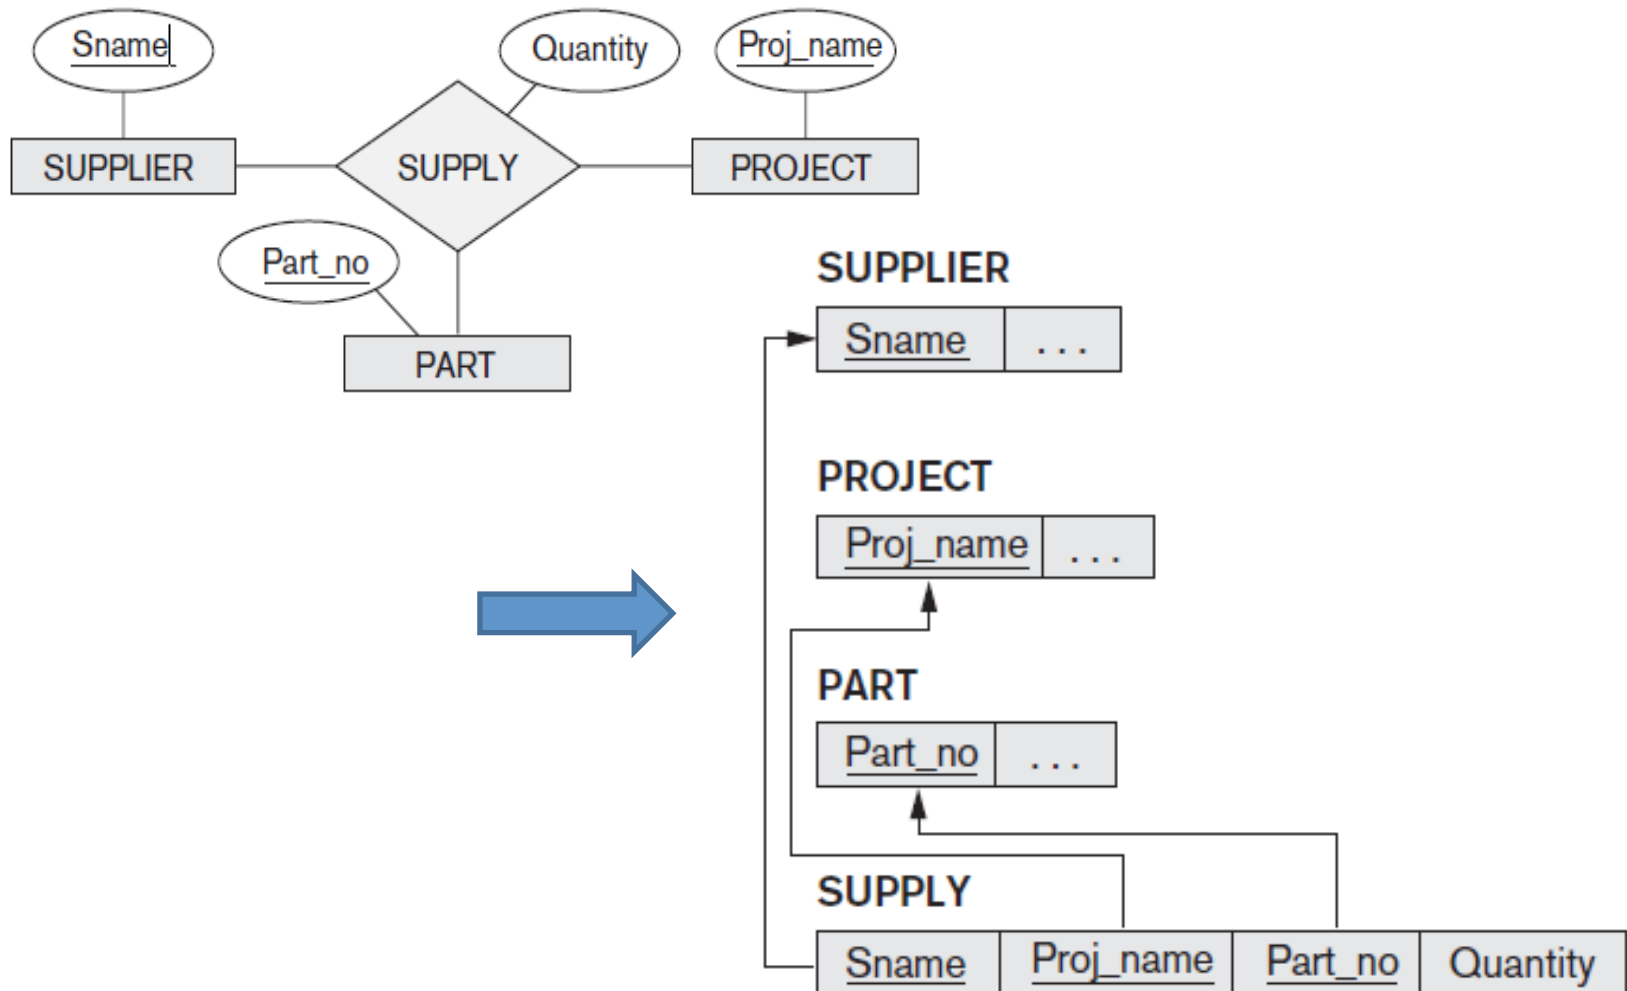 Sname
Quantity
Proj_name
SUPPLIER
SUPPLY
PROJECT
Part_no
PART
SUPPLIER
Sname
. . .
PROJECT
Proj_name
. . .
PART
Part_no
. . .
SUPPLY
Sname
Proj_name
Part_no
Quantity